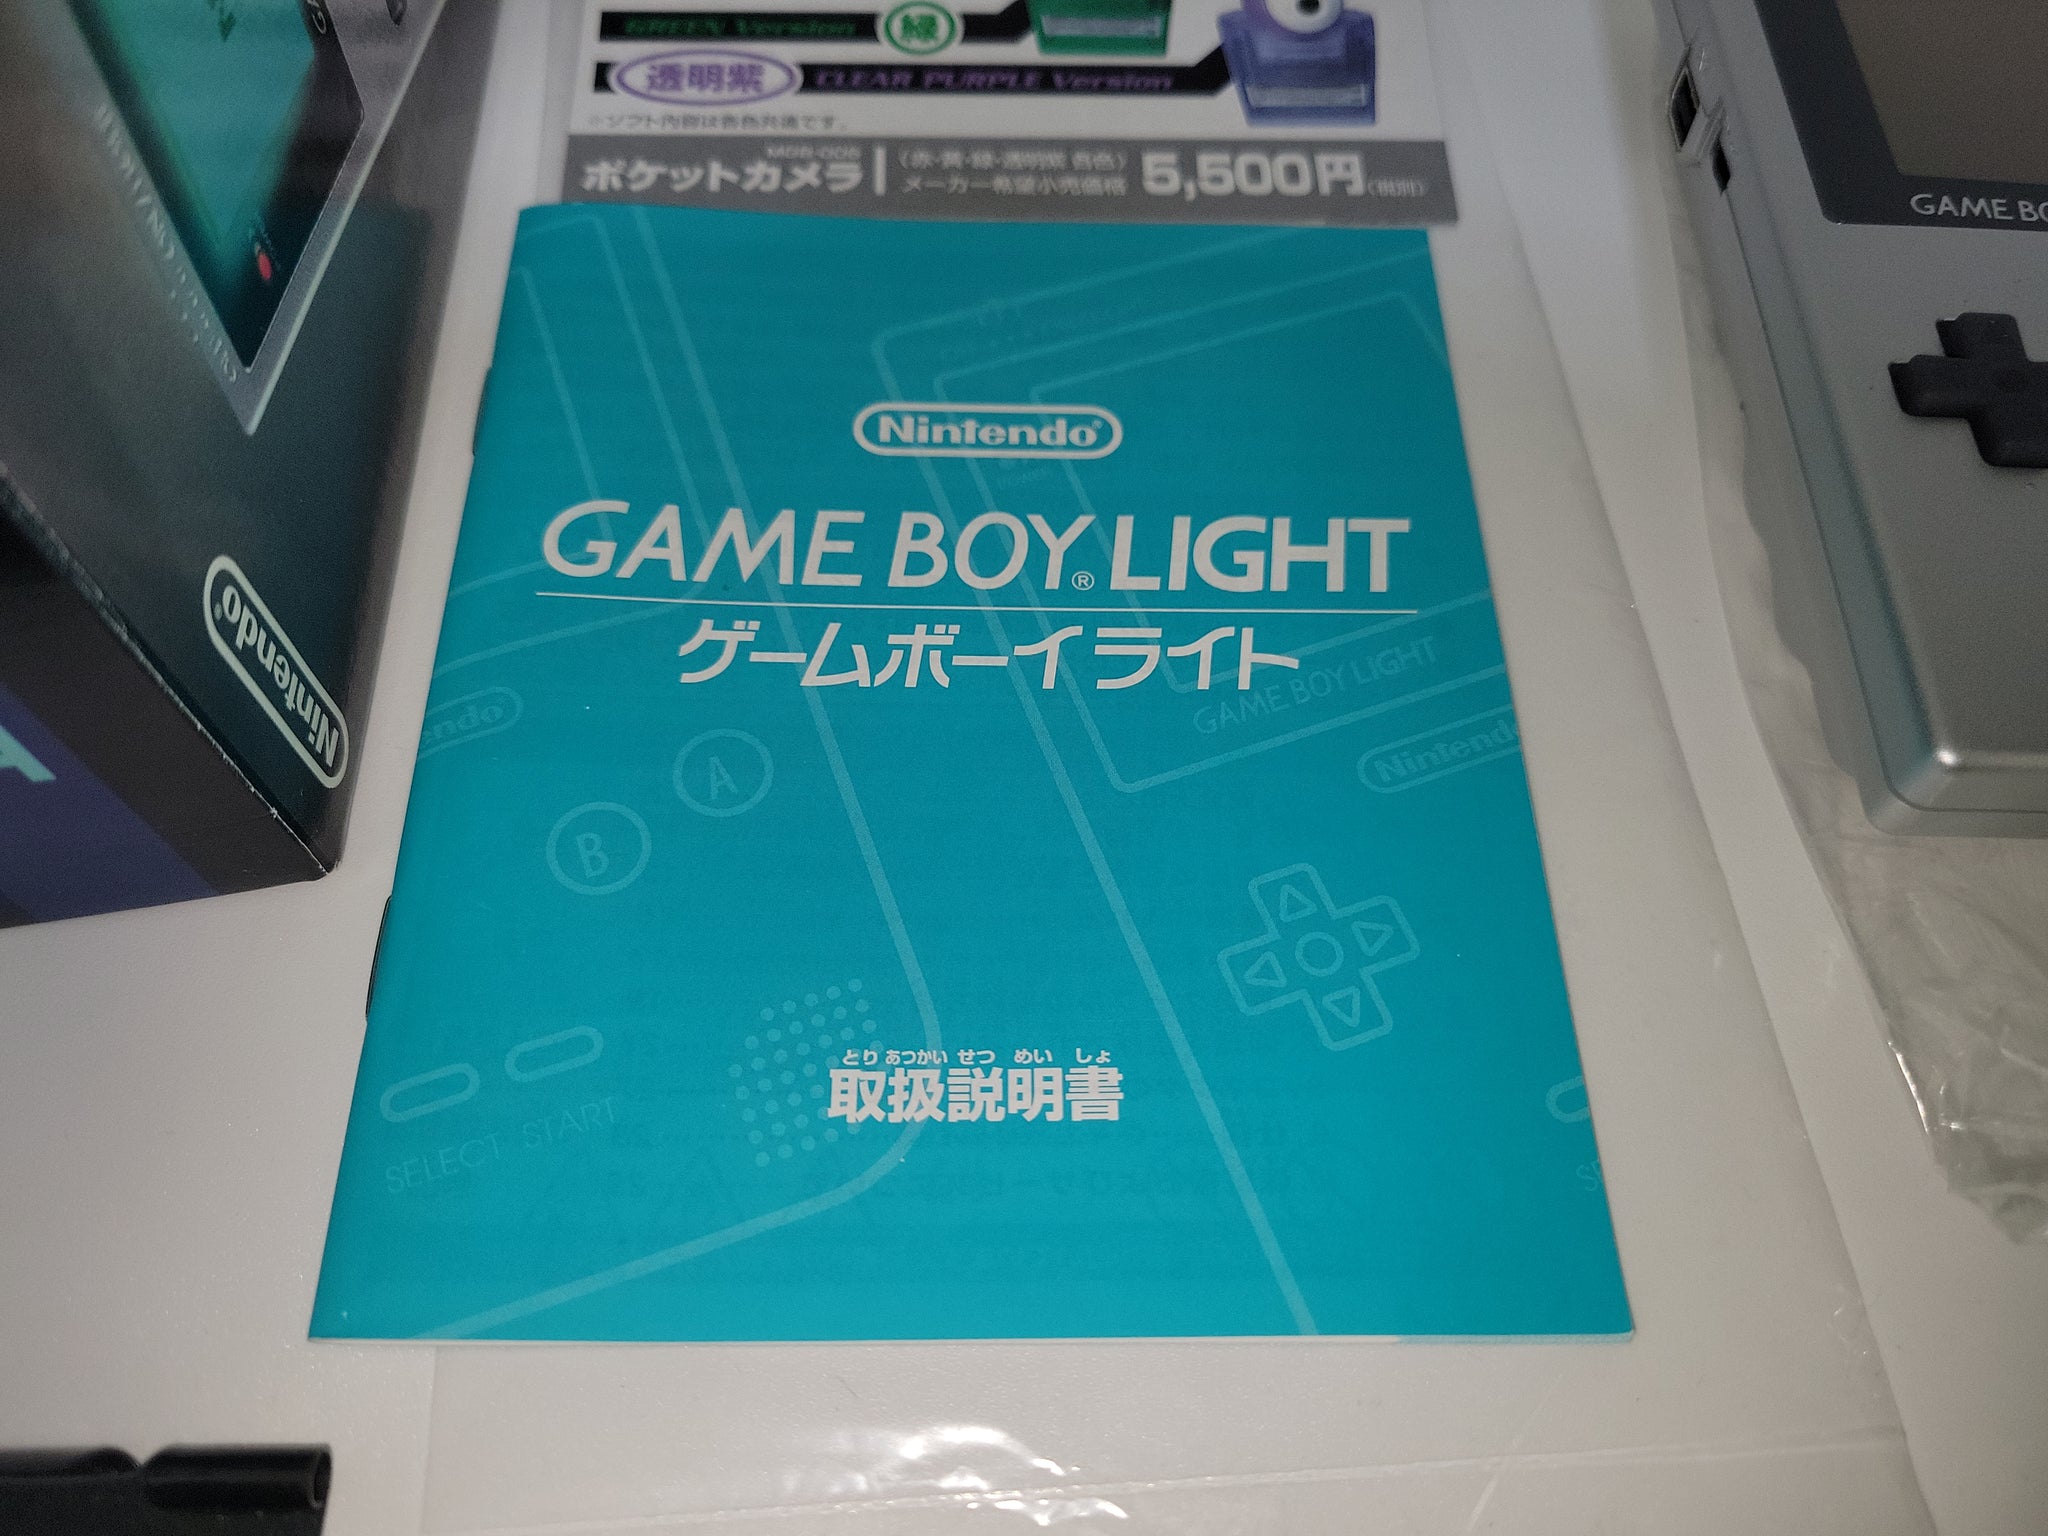 GREEN Version 緑
透明紫 CLEAR PURPLE Version
※ソフト内容は各色共通です。
MGB-006
ポケットカメラ (赤・黄・緑・透明紫 各色)
メーカー希望小売価格 5,500円(税別)
Nintendo®
GAME BOY® LIGHT
ゲームボーイライト
GAME BOY LIGHT
Nintendo
endo
A
B
とり あつかい せつ めい しょ
取扱説明書
SELECT START
SE
Nintendo®
GAME BO